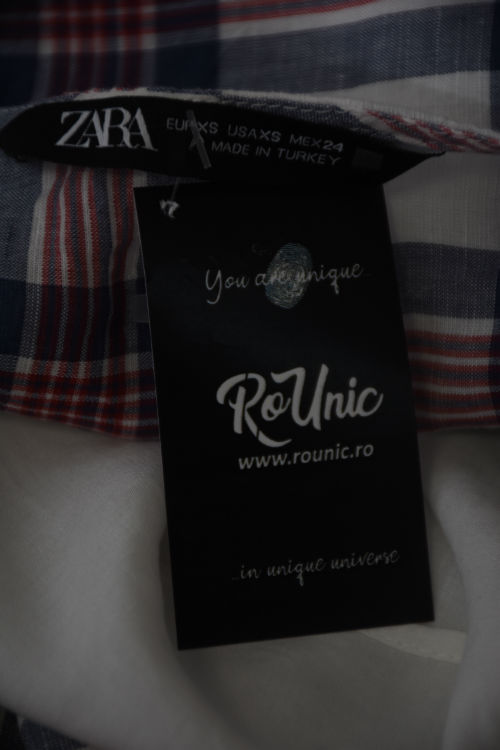 ZARA
EUR XS USA XS MEX 24
MADE IN TURKEY
You are unique...
RoUnic
www.rounic.ro
...in unique universe